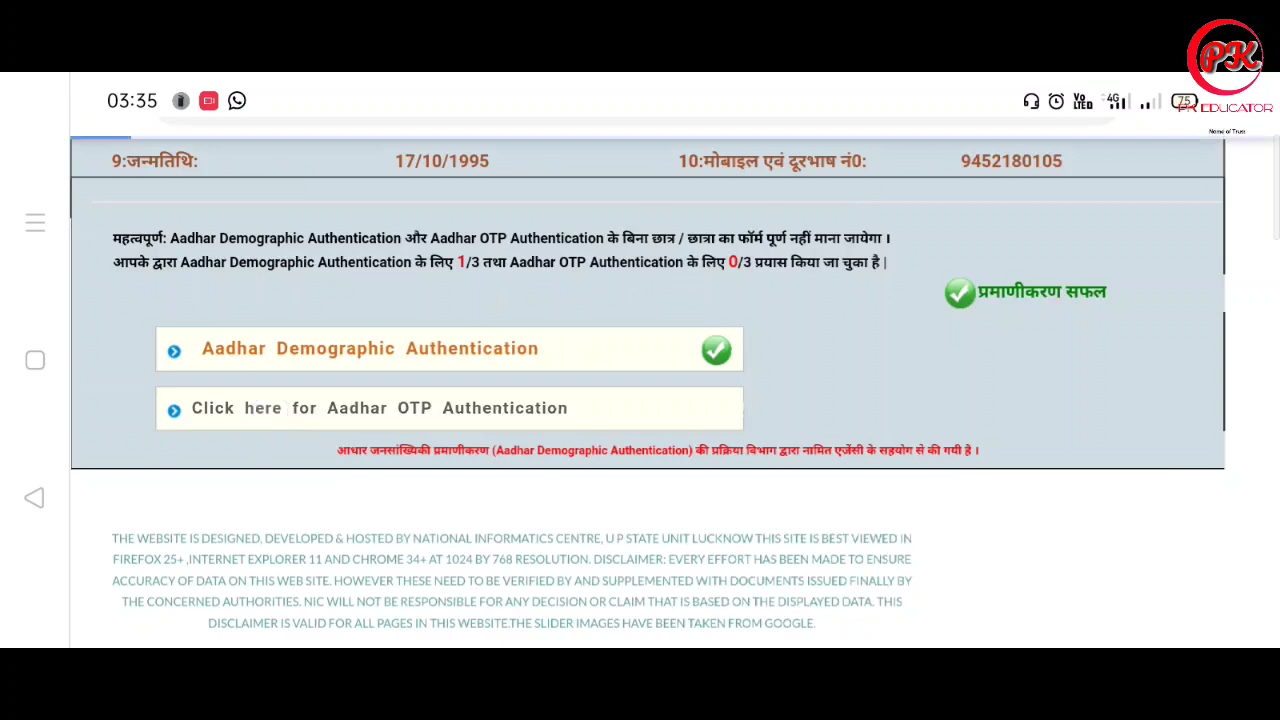 PK
PK EDUCATOR
Name of Trust
03:35
Vo LTE
4G
75
9:जन्मतिथि: 17/10/1995 10:मोबाइल एवं दूरभाष नं0: 9452180105
महत्वपूर्ण: Aadhar Demographic Authentication और Aadhar OTP Authentication के बिना छात्र / छात्रा का फॉर्म पूर्ण नहीं माना जायेगा ।
आपके द्वारा Aadhar Demographic Authentication के लिए 1/3 तथा Aadhar OTP Authentication के लिए 0/3 प्रयास किया जा चुका है |
प्रमाणीकरण सफल
Aadhar Demographic Authentication
Click here for Aadhar OTP Authentication
आधार जनसांख्यिकी प्रमाणीकरण (Aadhar Demographic Authentication) की प्रक्रिया विभाग द्वारा नामित एजेंसी के सहयोग से की गयी है ।
THE WEBSITE IS DESIGNED, DEVELOPED & HOSTED BY NATIONAL INFORMATICS CENTRE, U P STATE UNIT LUCKNOW THIS SITE IS BEST VIEWED IN
FIREFOX 25+ ,INTERNET EXPLORER 11 AND CHROME 34+ AT 1024 BY 768 RESOLUTION. DISCLAIMER: EVERY EFFORT HAS BEEN MADE TO ENSURE
ACCURACY OF DATA ON THIS WEB SITE. HOWEVER THESE NEED TO BE VERIFIED BY AND SUPPLEMENTED WITH DOCUMENTS ISSUED FINALLY BY
THE CONCERNED AUTHORITIES. NIC WILL NOT BE RESPONSIBLE FOR ANY DECISION OR CLAIM THAT IS BASED ON THE DISPLAYED DATA. THIS
DISCLAIMER IS VALID FOR ALL PAGES IN THIS WEBSITE.THE SLIDER IMAGES HAVE BEEN TAKEN FROM GOOGLE.